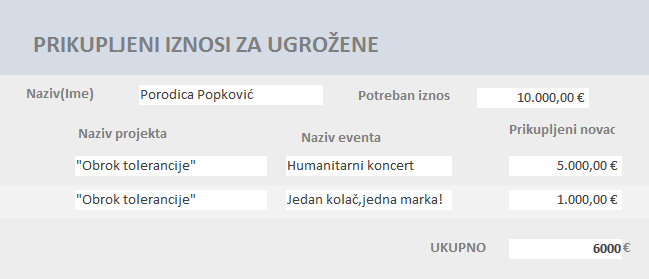 PRIKUPLJENI IZNOSI ZA UGROŽENE
Naziv(Ime) Porodica Popković Potreban iznos 10.000,00 €
Naziv projekta Naziv eventa Prikupljeni novac
"Obrok tolerancije" Humanitarni koncert 5.000,00 €
"Obrok tolerancije" Jedan kolač,jedna marka! 1.000,00 €
UKUPNO 6000 €